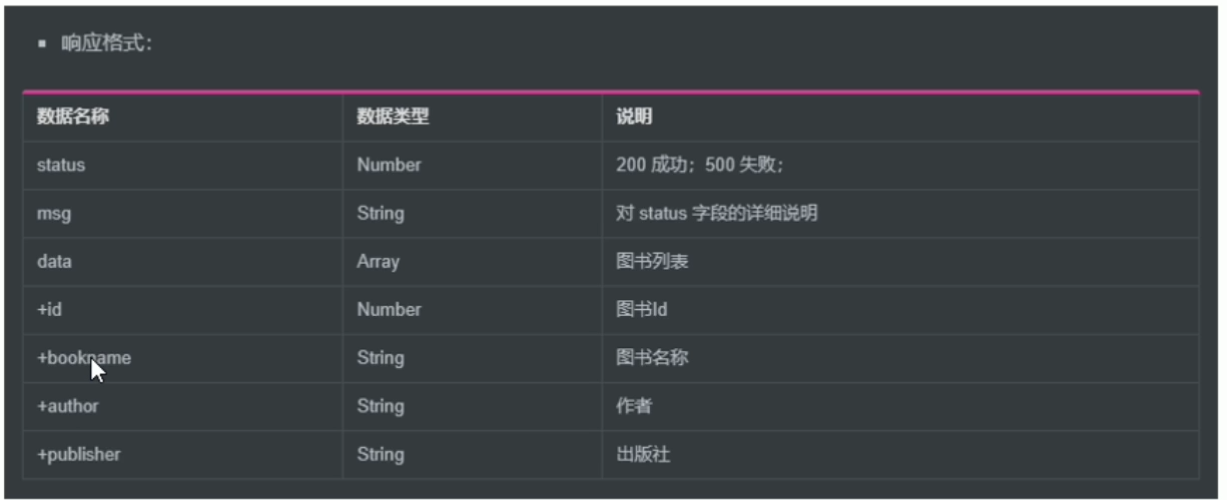 ▪ 响应格式：
数据名称 数据类型 说明
status Number 200 成功；500 失败；
msg String 对 status 字段的详细说明
data Array 图书列表
+id Number 图书Id
+bookname String 图书名称
+author String 作者
+publisher String 出版社